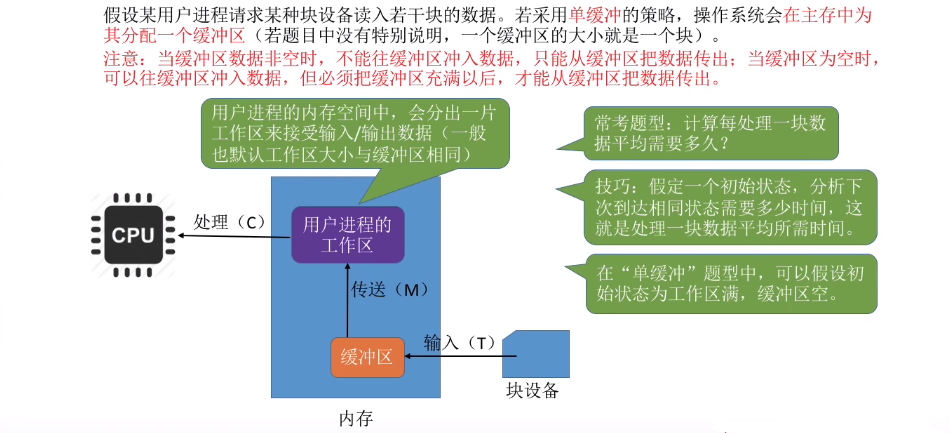 假设某用户进程请求某种块设备读入若干块的数据。若采用单缓冲的策略，操作系统会在主存中为
其分配一个缓冲区（若题目中没有特别说明，一个缓冲区的大小就是一个块）。
注意：当缓冲区数据非空时，不能往缓冲区冲入数据，只能从缓冲区把数据传出；当缓冲区为空时，
可以往缓冲区冲入数据，但必须把缓冲区充满以后，才能从缓冲区把数据传出。
用户进程的内存空间中，会分出一片
工作区来接受输入/输出数据（一般
也默认工作区大小与缓冲区相同）
常考题型：计算每处理一块数
据平均需要多久？
技巧：假定一个初始状态，分析下
次到达相同状态需要多少时间，这
就是处理一块数据平均所需时间。
在“单缓冲”题型中，可以假设初
始状态为工作区满，缓冲区空。
CPU
处理（C）
用户进程的
工作区
传送（M）
缓冲区
输入（T）
块设备
内存